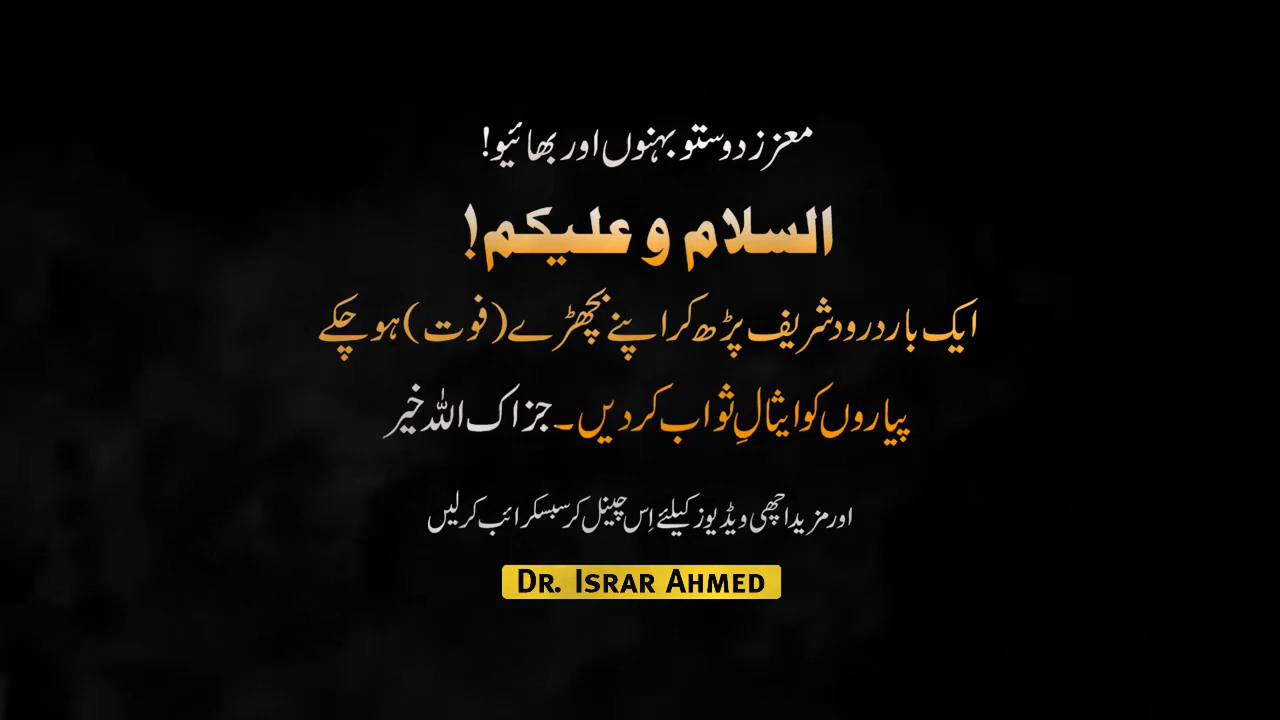 معزز دوستو بہنوں اور بھائیو!
السلام و علیکم!
ایک بار درود شریف پڑھ کر اپنے بچھڑے (فوت) ہو چکے
پیاروں کو ایثالِ ثواب کر دیں۔ جزاک اللہ خیر
اور مزید اچھی ویڈیوز کیلئے اِس چینل کر سبسکرائب کر لیں
DR. ISRAR AHMED